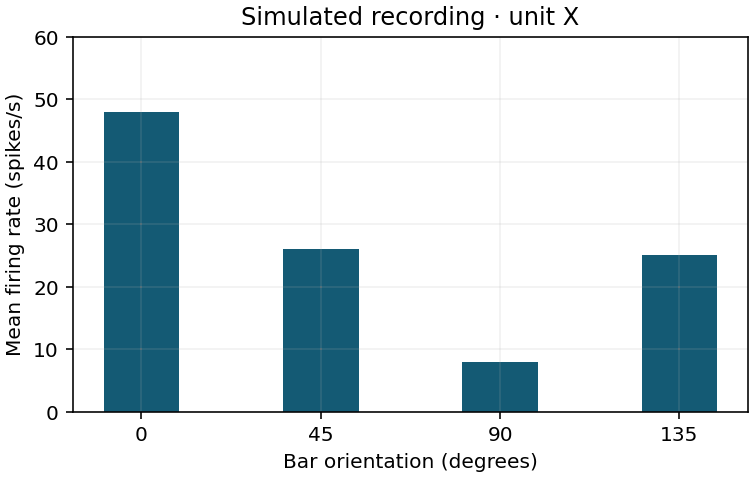 Simulated recording · unit X
Mean firing rate (spikes/s)
60
50
40
30
20
10
0
0 45 90 135
Bar orientation (degrees)